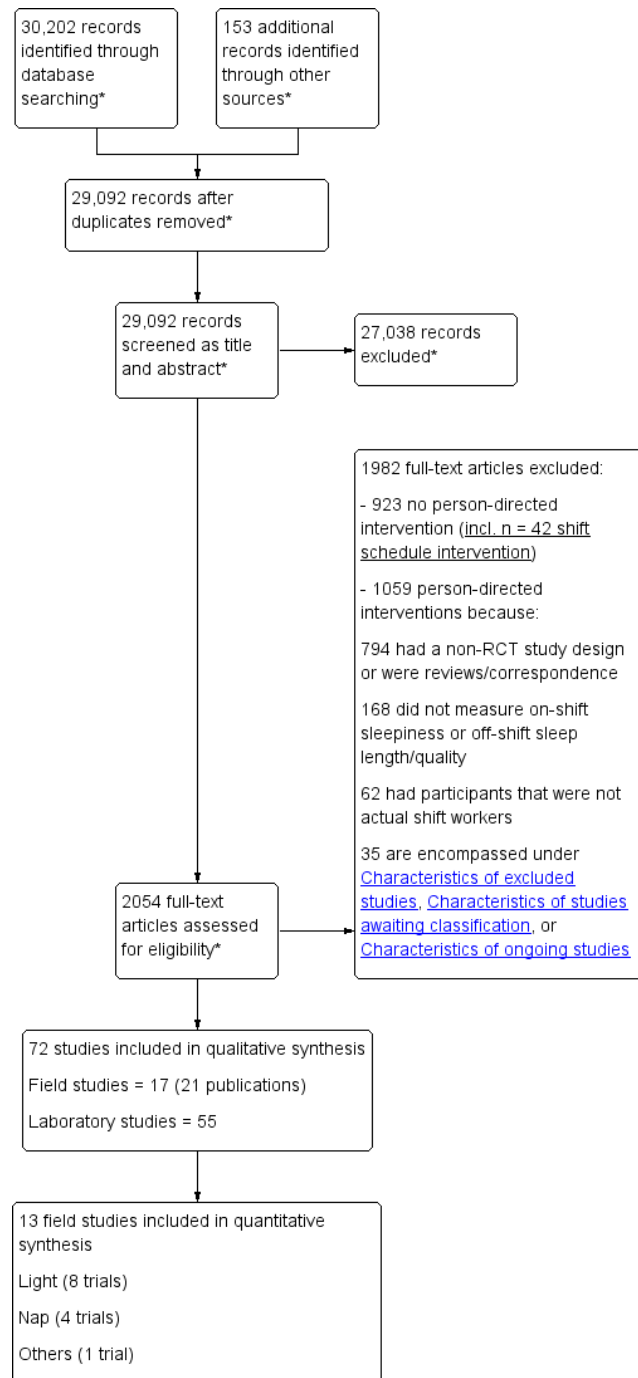 30,202 records
identified through
database
searching*
153 additional
records identified
through other
sources*
29,092 records after
duplicates removed*
29,092 records
screened as title
and abstract*
27,038 records
excluded*
1982 full-text articles excluded:
- 923 no person-directed
intervention (incl. n = 42 shift
schedule intervention)
- 1059 person-directed
interventions because:
794 had a non-RCT study design
or were reviews/correspondence
168 did not measure on-shift
sleepiness or off-shift sleep
length/quality
62 had participants that were not
actual shift workers
35 are encompassed under
Characteristics of excluded
studies, Characteristics of studies
awaiting classification, or
Characteristics of ongoing studies
2054 full-text
articles assessed
for eligibility*
72 studies included in qualitative synthesis
Field studies = 17 (21 publications)
Laboratory studies = 55
13 field studies included in quantitative
synthesis
Light (8 trials)
Nap (4 trials)
Others (1 trial)